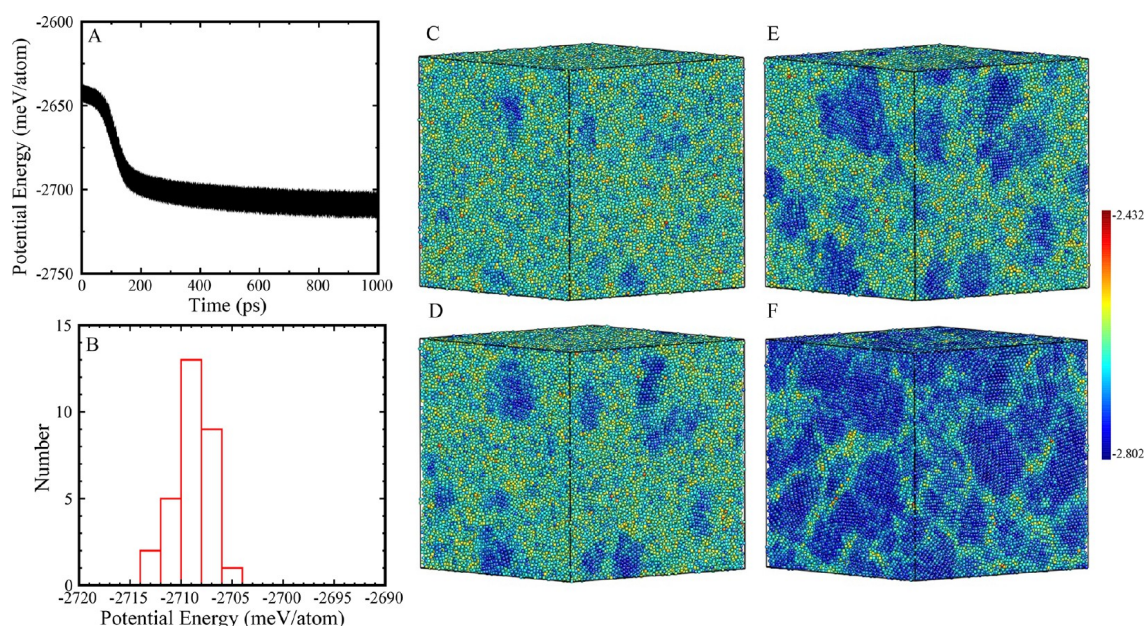 A
-2600
-2650
-2700
-2750
Potential Energy (meV/atom)
0 200 400 600 800 1000
Time (ps)
B
15
10
5
0
Number
-2720 -2715 -2710 -2705 -2700 -2695 -2690
Potential Energy (meV/atom)
C
D
E
F
-2.432
-2.802